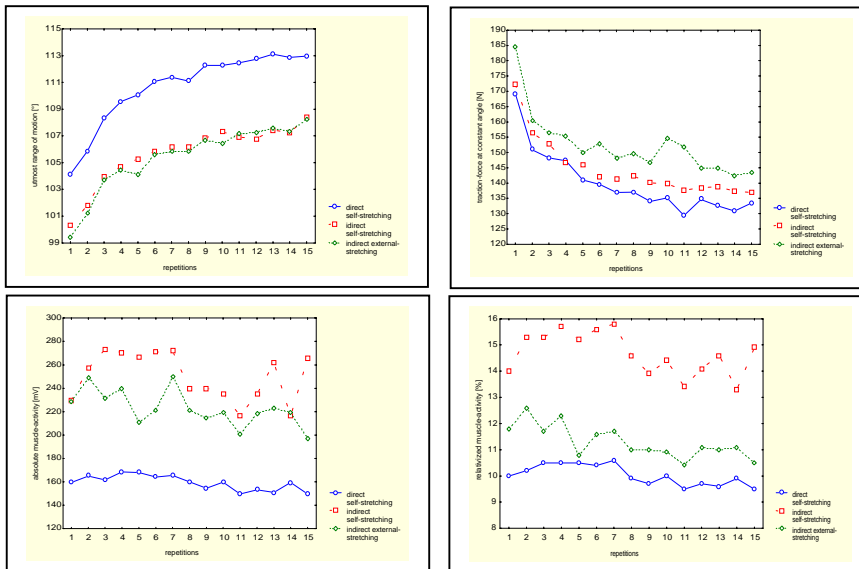 utmost range of motion [°]
115
113
111
109
107
105
103
101
99
1 2 3 4 5 6 7 8 9 10 11 12 13 14 15
repetitions
direct
self-stretching
idirect
self-stretching
indirect external-
stretching
traction-force at constant angle [N]
190
185
180
175
170
165
160
155
150
145
140
135
130
125
120
1 2 3 4 5 6 7 8 9 10 11 12 13 14 15
repetitions
direct
self-stretching
indirect
self-stretching
indirect external-
stretching
absolute muscle-activity [mV]
300
280
260
240
220
200
180
160
140
120
1 2 3 4 5 6 7 8 9 10 11 12 13 14 15
repetitions
direct
self-stretching
indirect
self-stretching
indirect external-
stretching
relativized muscle-activity [%]
16
15
14
13
12
11
10
9
8
1 2 3 4 5 6 7 8 9 10 11 12 13 14 15
repetitions
direct
self-stretching
indirect
self-stretching
indirect external-
stretching